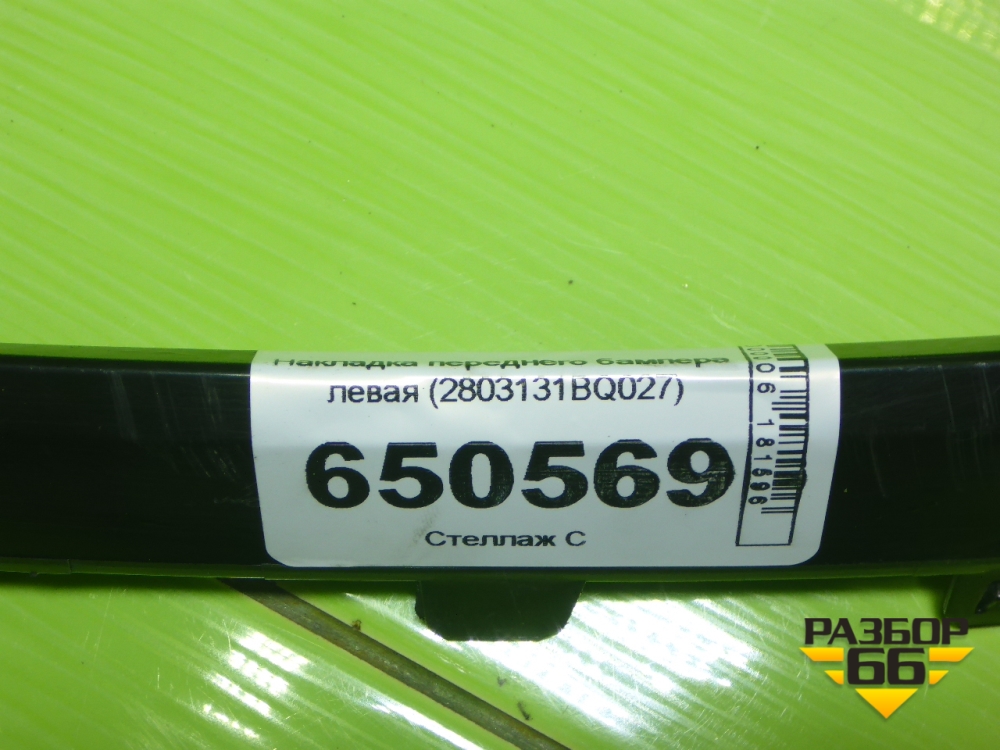 Накладка переднего бампера
левая (2803131BQ027)
650569
Стеллаж С
РАЗБОР
66